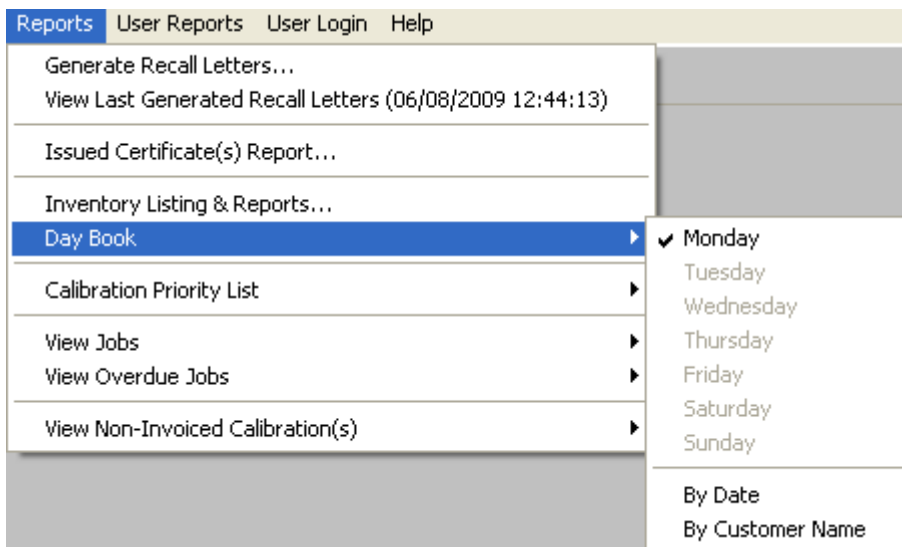 Reports User Reports User Login Help
Generate Recall Letters...
View Last Generated Recall Letters (06/08/2009 12:44:13)
Issued Certificate(s) Report...
Inventory Listing & Reports...
Day Book
Calibration Priority List
View Jobs
View Overdue Jobs
View Non-Invoiced Calibration(s)
Monday
Tuesday
Wednesday
Thursday
Friday
Saturday
Sunday
By Date
By Customer Name